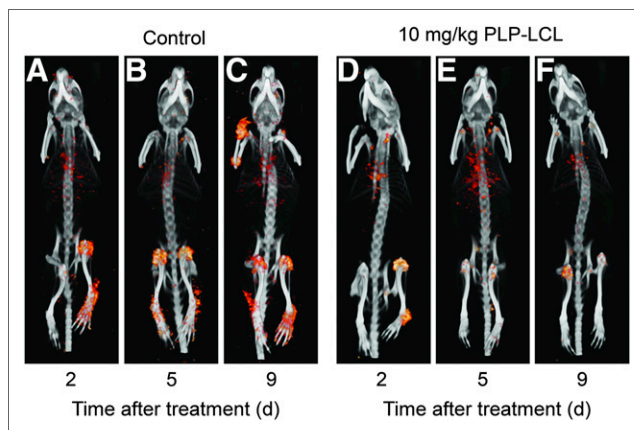 Control
10 mg/kg PLP-LCL
A B C D E F
2 5 9 2 5 9
Time after treatment (d) Time after treatment (d)